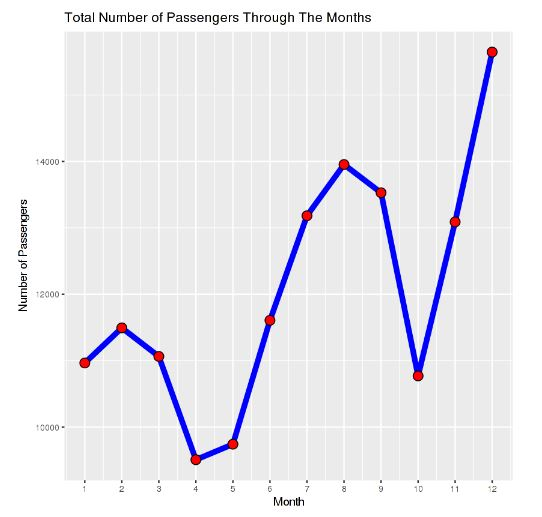 Total Number of Passengers Through The Months
Number of Passengers
14000
12000
10000
1 2 3 4 5 6 7 8 9 10 11 12
Month